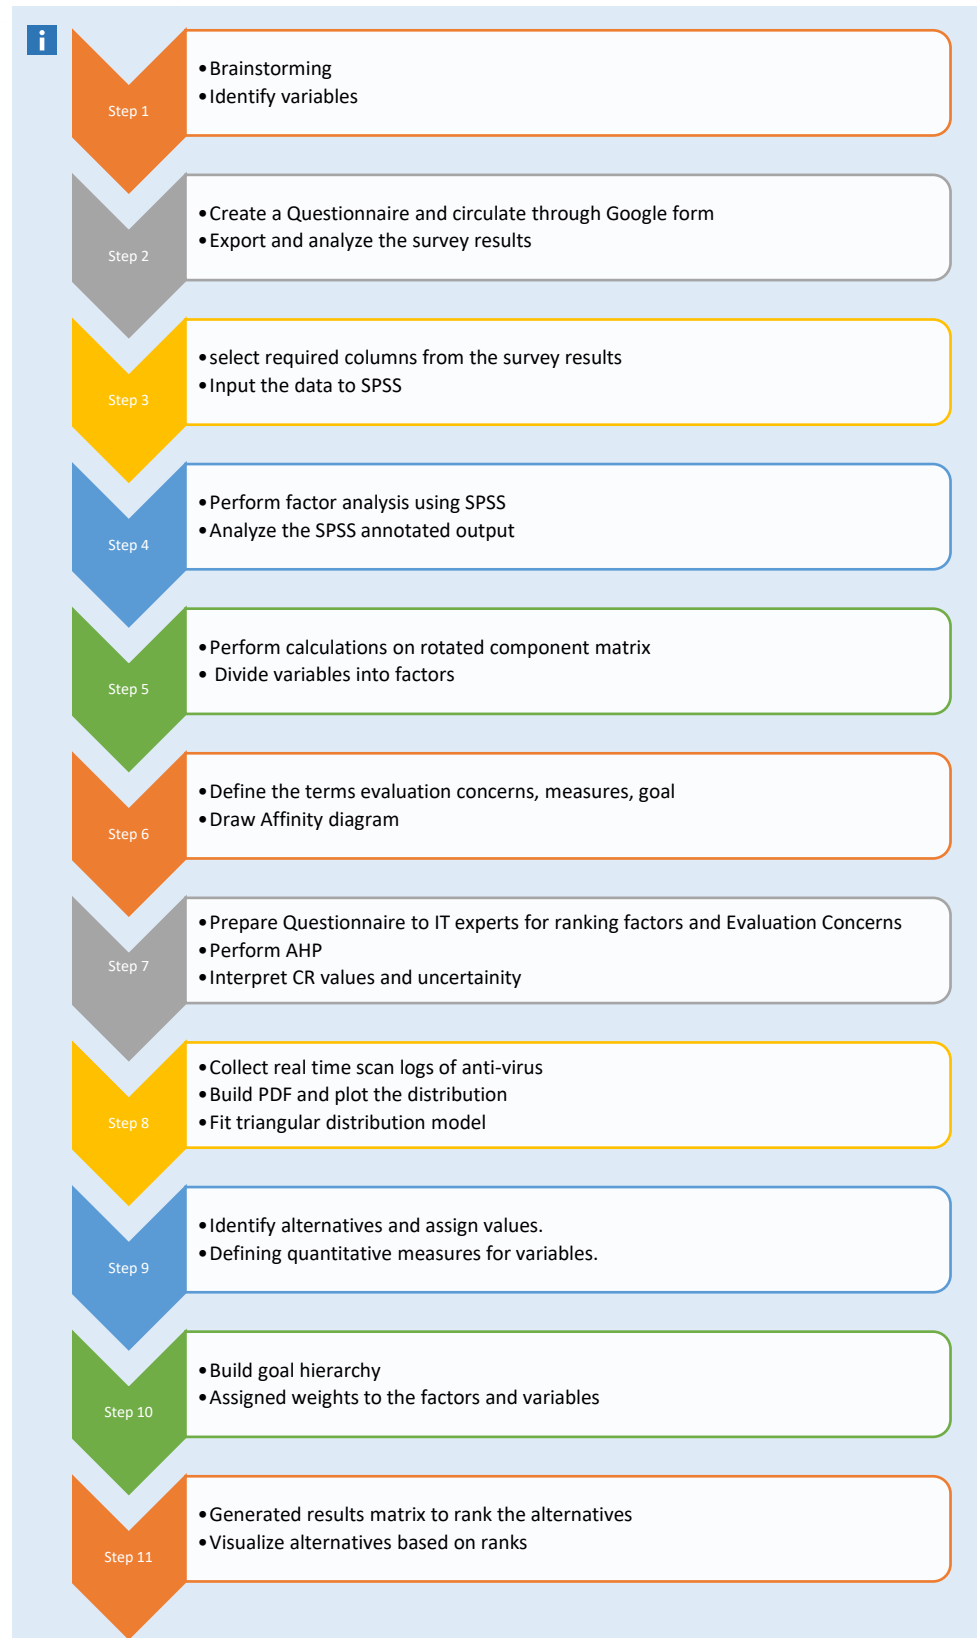 i
Step 1
•Brainstorming
•Identify variables
Step 2
•Create a Questionnaire and circulate through Google form
•Export and analyze the survey results
Step 3
•select required columns from the survey results
•Input the data to SPSS
Step 4
•Perform factor analysis using SPSS
•Analyze the SPSS annotated output
Step 5
•Perform calculations on rotated component matrix
• Divide variables into factors
Step 6
•Define the terms evaluation concerns, measures, goal
•Draw Affinity diagram
Step 7
•Prepare Questionnaire to IT experts for ranking factors and Evaluation Concerns
•Perform AHP
•Interpret CR values and uncertainity
Step 8
•Collect real time scan logs of anti-virus
•Build PDF and plot the distribution
•Fit triangular distribution model
Step 9
•Identify alternatives and assign values.
•Defining quantitative measures for variables.
Step 10
•Build goal hierarchy
•Assigned weights to the factors and variables
Step 11
•Generated results matrix to rank the alternatives
•Visualize alternatives based on ranks